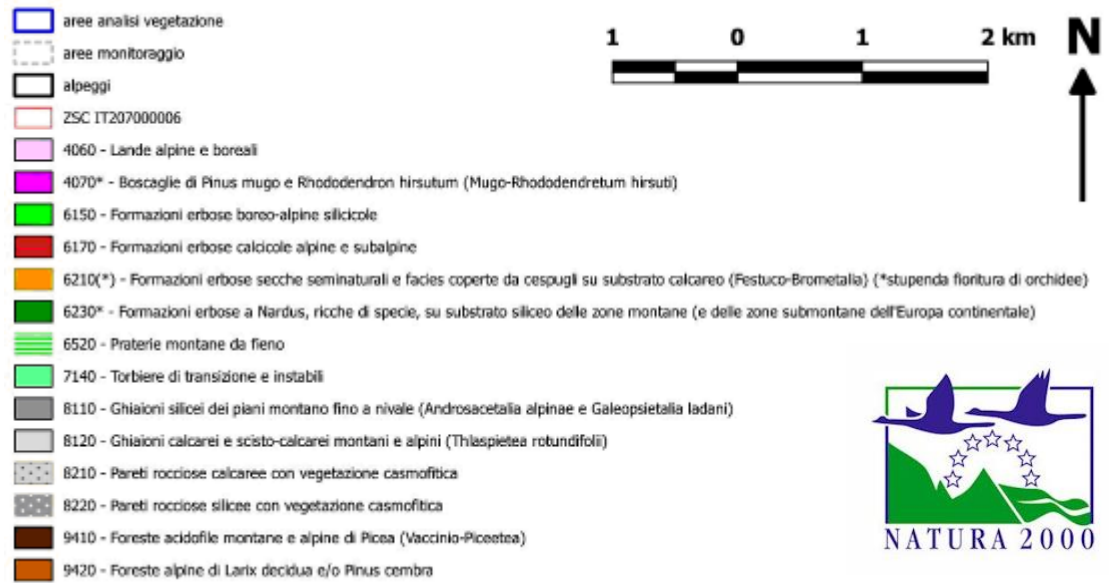 aree analisi vegetazione
aree monitoraggio
alpeggi
ZSC IT207000006
4060 - Lande alpine e boreali
4070* - Boscaglie di Pinus mugo e Rhododendron hirsutum (Mugo-Rhododendretum hirsuti)
6150 - Formazioni erbose boreo-alpine silicicole
6170 - Formazioni erbose calcicole alpine e subalpine
6210(*) - Formazioni erbose secche seminaturali e facies coperte da cespugli su substrato calcareo (Festuco-Brometalia) (*stupenda fioritura di orchidee)
6230* - Formazioni erbose a Nardus, ricche di specie, su substrato siliceo delle zone montane (e delle zone submontane dell'Europa continentale)
6520 - Praterie montane da fieno
7140 - Torbiere di transizione e instabili
8110 - Ghiaioni silicei dei piani montano fino a nivale (Androsacetalia alpinae e Galeopsietalia ladani)
8120 - Ghiaioni calcarei e scisto-calcarei montani e alpini (Thlaspietea rotundifolii)
8210 - Pareti rocciose calcaree con vegetazione casmofitica
8220 - Pareti rocciose silicee con vegetazione casmofitica
9410 - Foreste acidofile montane e alpine di Picea (Vaccinio-Piceetea)
9420 - Foreste alpine di Larix decidua e/o Pinus cembra
1 0 1 2 km
N
NATURA 2000